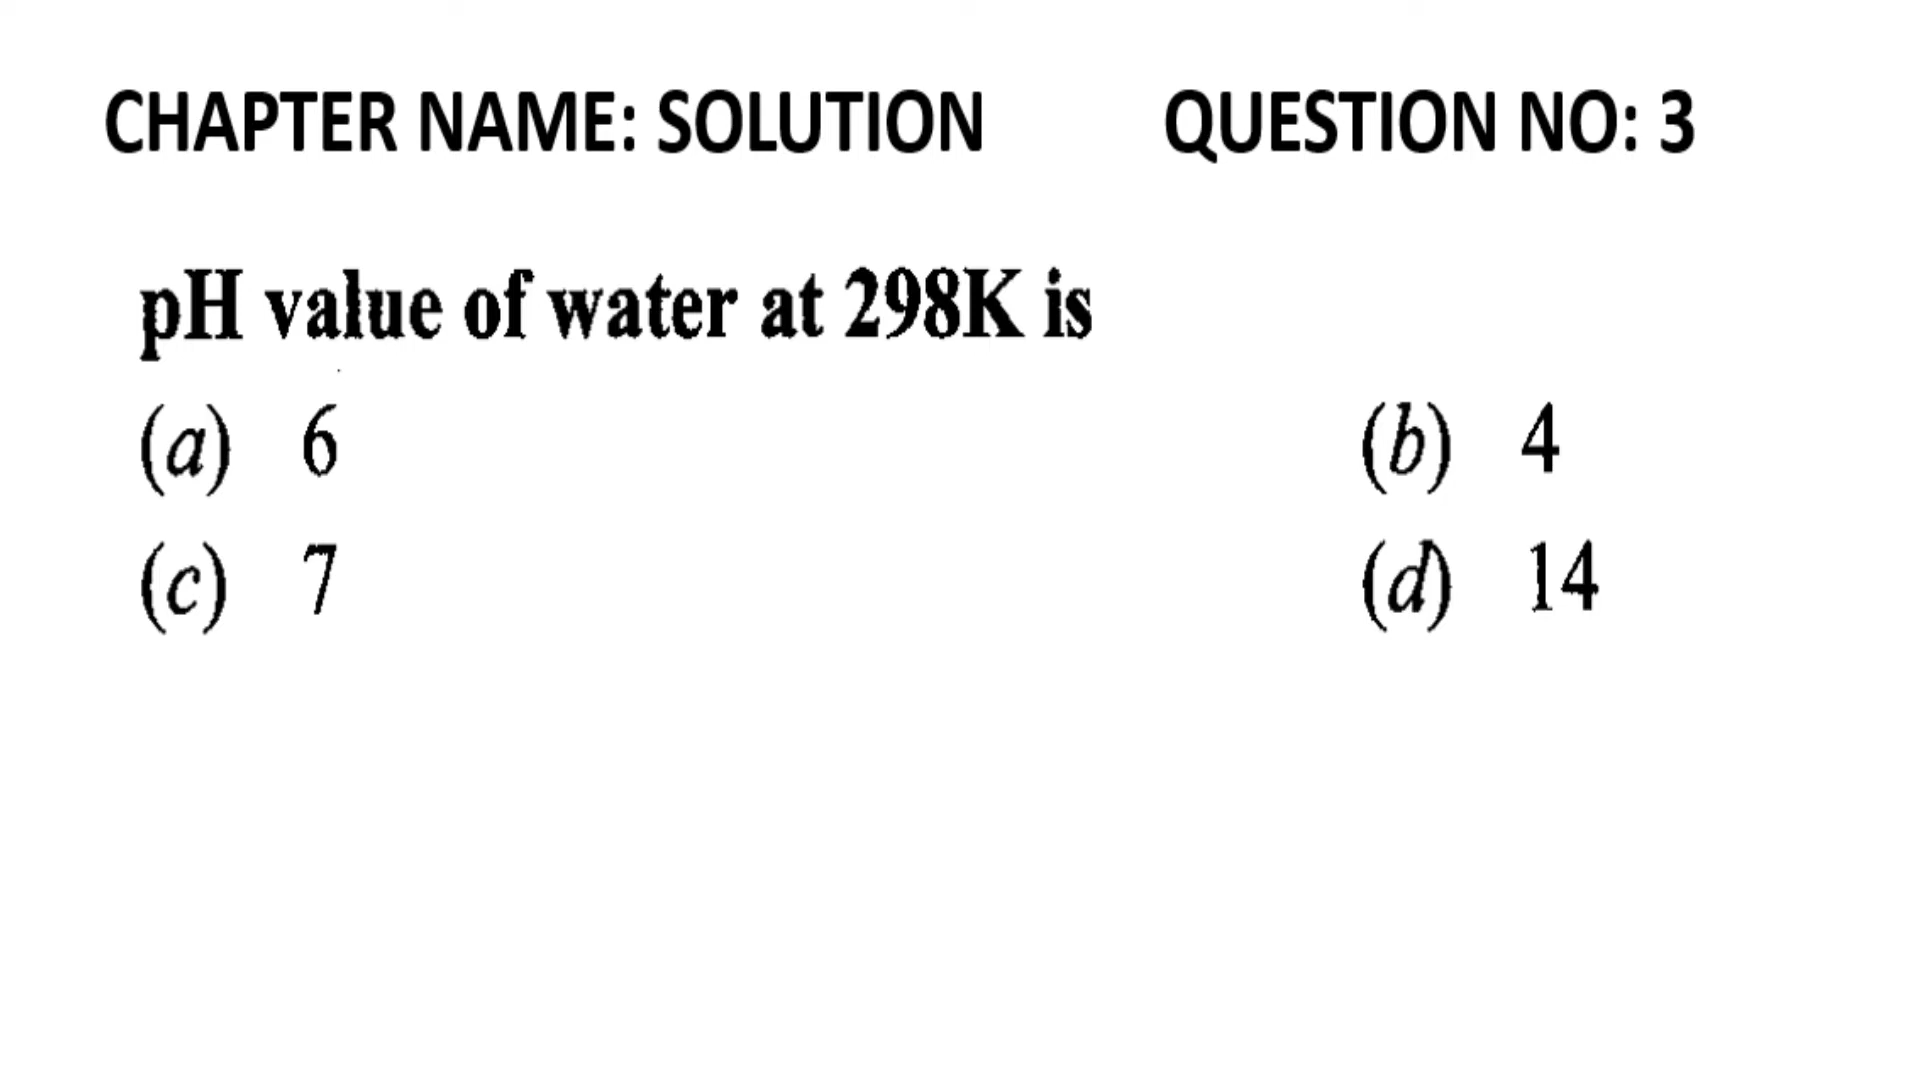 CHAPTER NAME: SOLUTION QUESTION NO: 3
pH value of water at 298K is
(a) 6 (b) 4
(c) 7 (d) 14